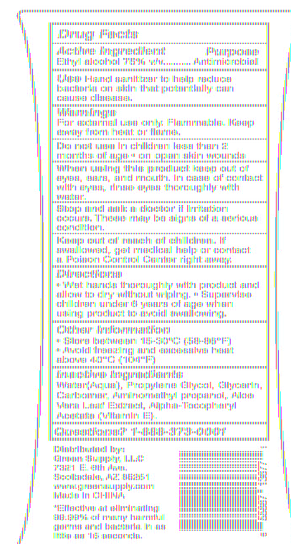 Drug Facts
Active Ingredient Purpose
Ethyl alcohol 75% v/v.......... Antimicrobial
Use Hand sanitizer to help reduce
bacteria on skin that potentially can
cause disease.
Warnings
For external use only: Flammable. Keep
away from heat or flame.
Do not use in children less than 2
months of age • on open skin wounds
When using this product keep out of
eyes, ears, and mouth. In case of contact
with eyes, rinse eyes thoroughly with
water.
Stop and ask a doctor if irritation
occurs. These may be signs of a serious
condition.
Keep out of reach of children. If
swallowed, get medical help or contact
a Poison Control Center right away.
Directions
• Wet hands thoroughly with product and
allow to dry without wiping. • Supervise
children under 6 years of age when
using product to avoid swallowing.
Other Information
• Store between 15-30°C (59-86°F)
• Avoid freezing and excessive heat
above 40°C (104°F)
Inactive Ingredients
Water(Aqua), Propylene Glycol, Glycerin,
Carbomer, Aminomethyl propanol, Aloe
Vera Leaf Extract, Alpha-Tocopheryl
Acetate (Vitamin E).
Questions?
Distributed by:
Supply, LLC
Scottsdale, AZ
Made in CHINA
*Effective at eliminating
99.99% of many harmful
germs and bacteria in as
little as 15 seconds.